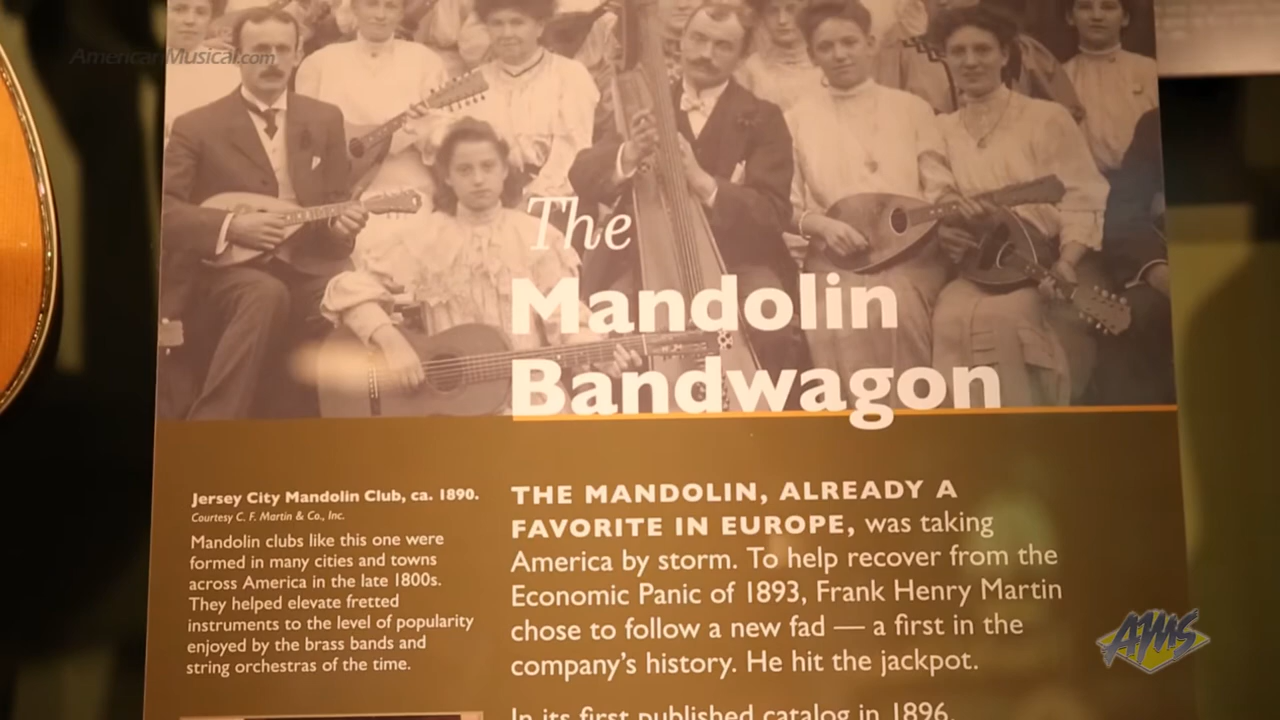 AmericanMusical.com
The
Mandolin
Bandwagon
Jersey City Mandolin Club, ca. 1890.
Courtesy C. F. Martin & Co., Inc.
Mandolin clubs like this one were
formed in many cities and towns
across America in the late 1800s.
They helped elevate fretted
instruments to the level of popularity
enjoyed by the brass bands and
string orchestras of the time.
THE MANDOLIN, ALREADY A
FAVORITE IN EUROPE, was taking
America by storm. To help recover from the
Economic Panic of 1893, Frank Henry Martin
chose to follow a new fad — a first in the
company's history. He hit the jackpot.
In its first published catalog in 1896,
AMS